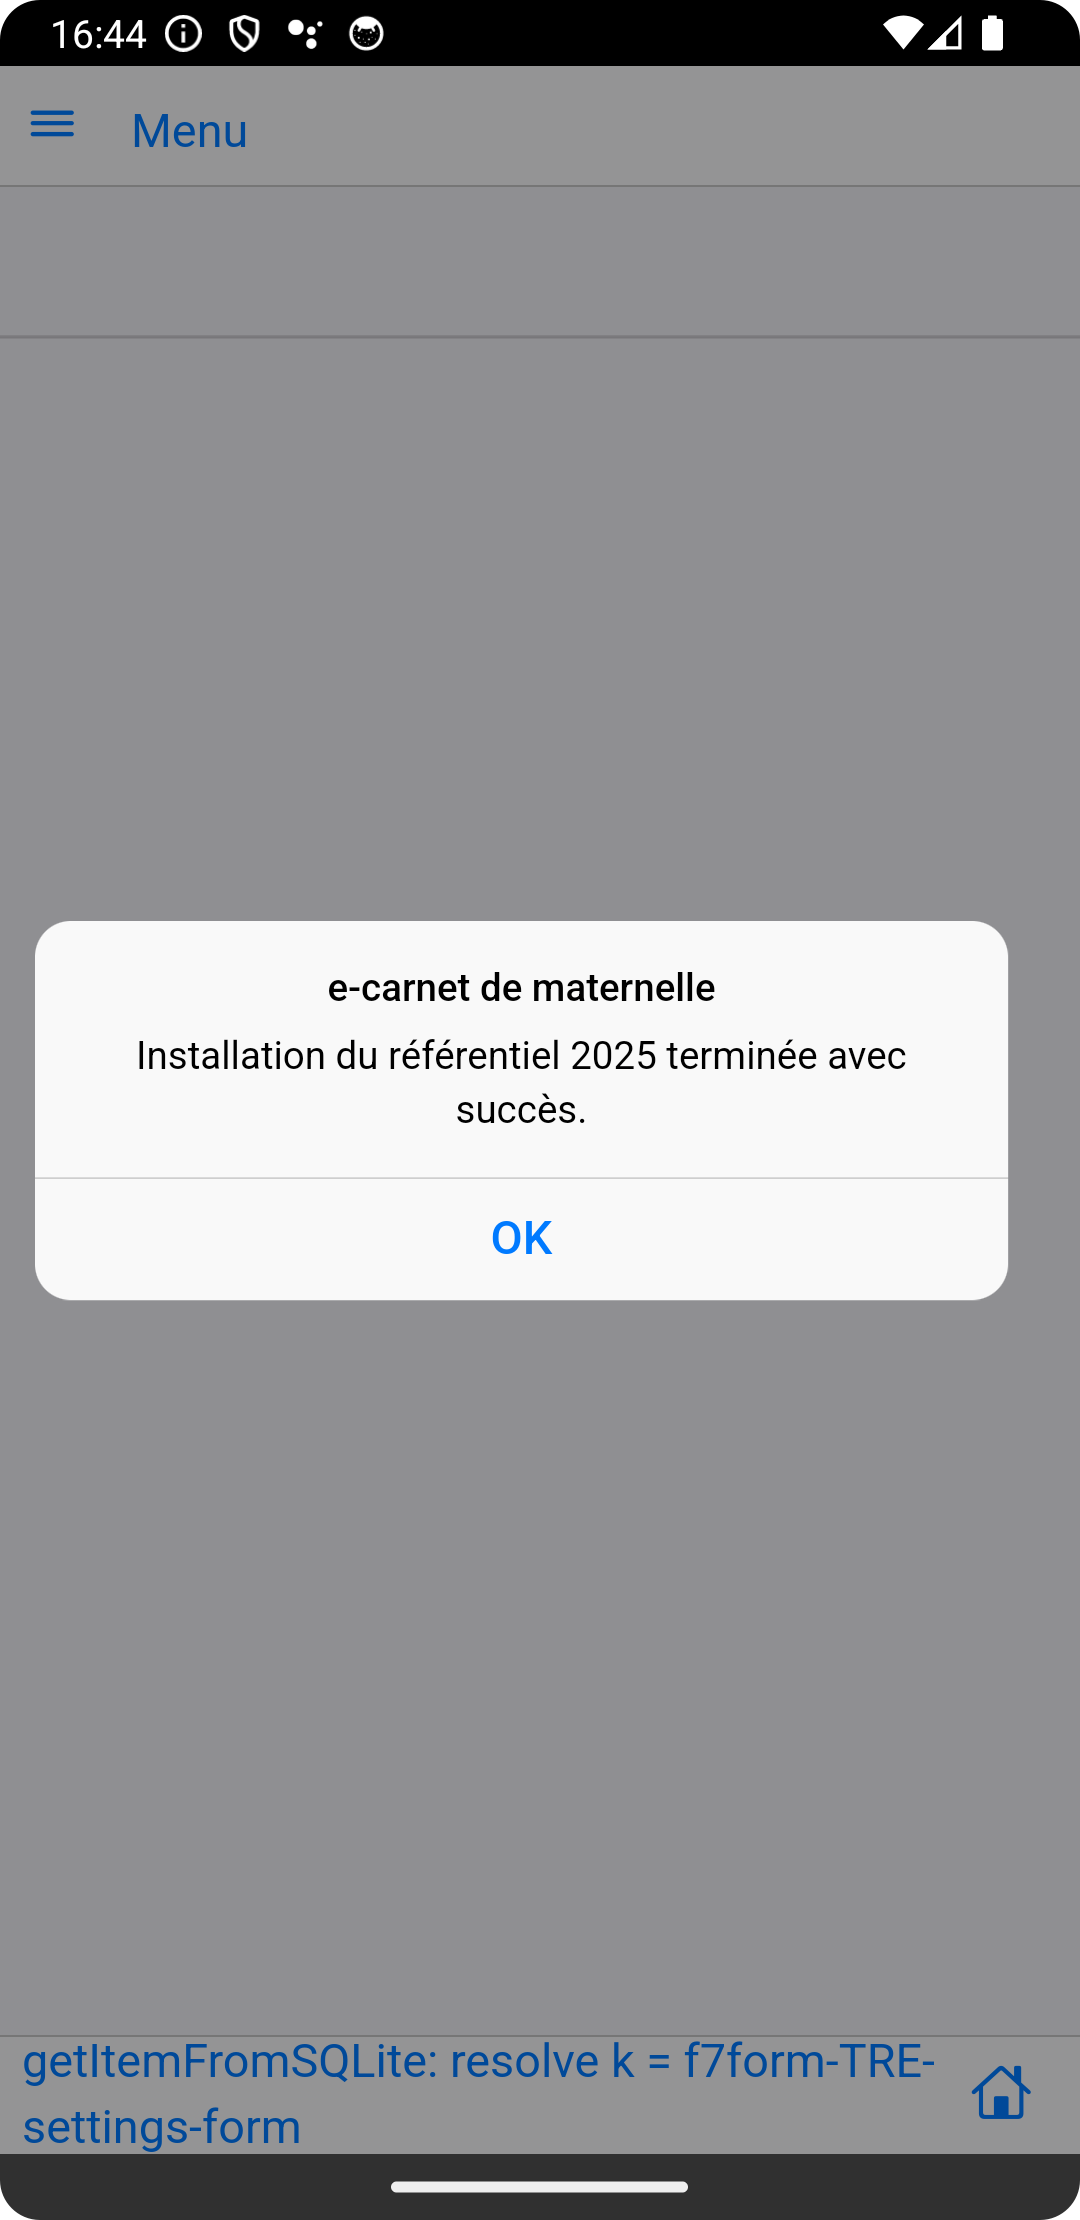 16:44
Menu
e-carnet de maternelle
Installation du référentiel 2025 terminée avec
succès.
OK
getItemFromSQLite: resolve k = f7form-TRE-
settings-form